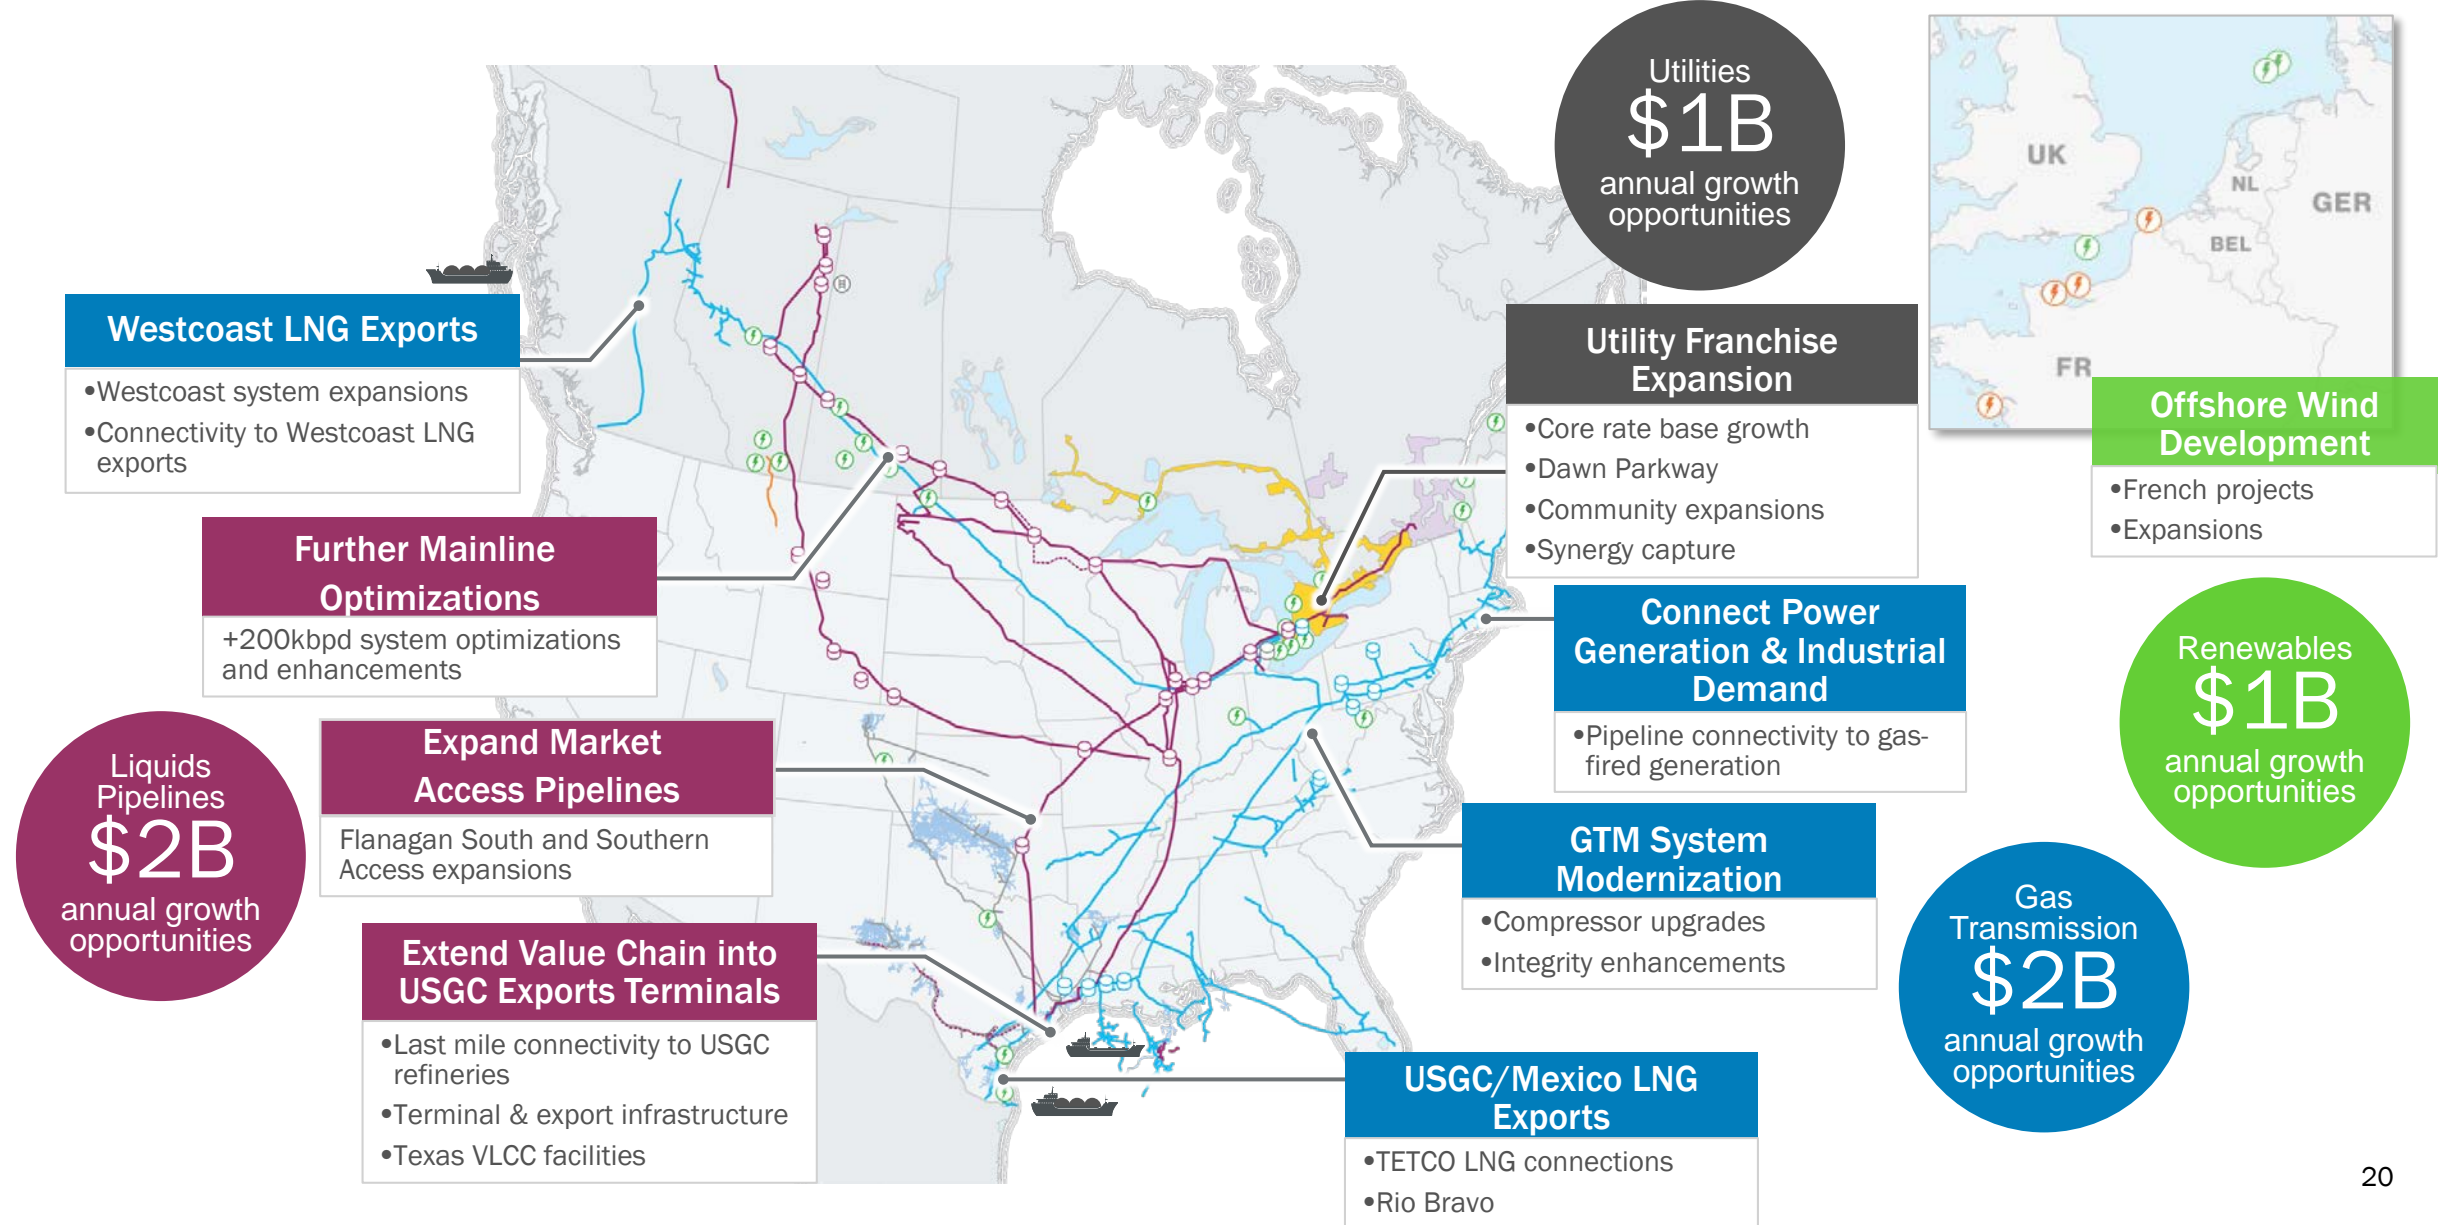 Utilities
$1B
annual growth
opportunities
UK
NL
GER
BEL
FR
Westcoast LNG Exports
•Westcoast system expansions
•Connectivity to Westcoast LNG
exports
Utility Franchise
Expansion
•Core rate base growth
•Dawn Parkway
•Community expansions
•Synergy capture
Offshore Wind
Development
•French projects
•Expansions
Further Mainline
Optimizations
+200kbpd system optimizations
and enhancements
Connect Power
Generation & Industrial
Demand
•Pipeline connectivity to gas-
fired generation
Renewables
$1B
annual growth
opportunities
Liquids
Pipelines
$2B
annual growth
opportunities
Expand Market
Access Pipelines
Flanagan South and Southern
Access expansions
GTM System
Modernization
•Compressor upgrades
•Integrity enhancements
Gas
Transmission
$2B
annual growth
opportunities
Extend Value Chain into
USGC Exports Terminals
•Last mile connectivity to USGC
refineries
•Terminal & export infrastructure
•Texas VLCC facilities
USGC/Mexico LNG
Exports
•TETCO LNG connections
•Rio Bravo
20